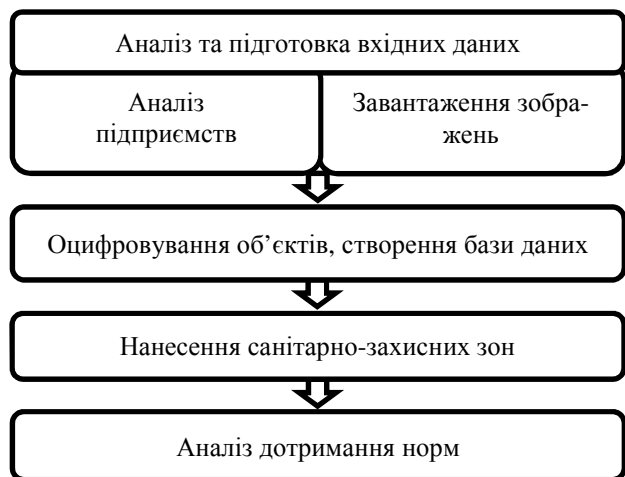 Аналіз та підготовка вхідних даних
Аналіз
підприємств
Завантаження зобра-
жень
Оцифровування об’єктів, створення бази даних
Нанесення санітарно-захисних зон
Аналіз дотримання норм